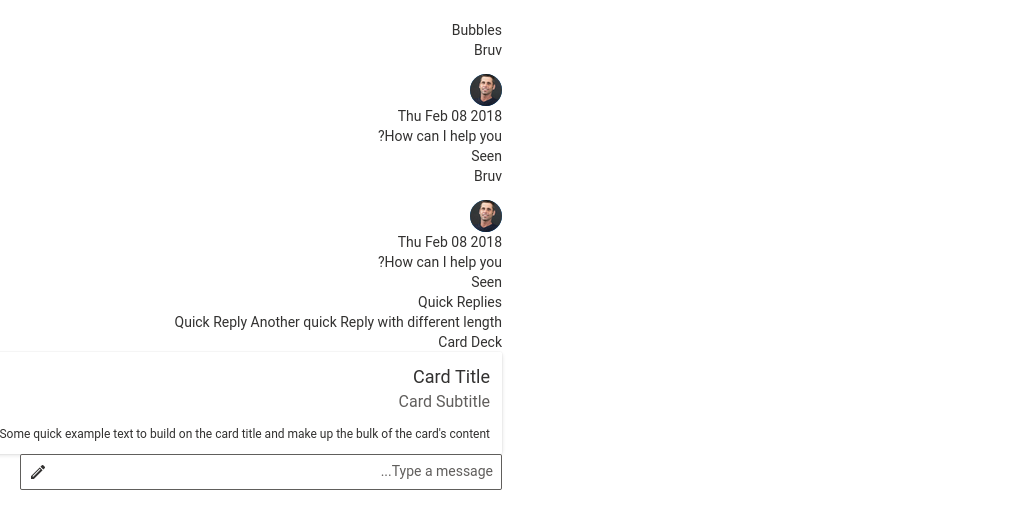 Bubbles
Bruv
Thu Feb 08 2018
?How can I help you
Seen
Bruv
Thu Feb 08 2018
?How can I help you
Seen
Quick Replies
Quick Reply Another quick Reply with different length
Card Deck
Card Title
Card Subtitle
Some quick example text to build on the card title and make up the bulk of the card's content
...Type a message